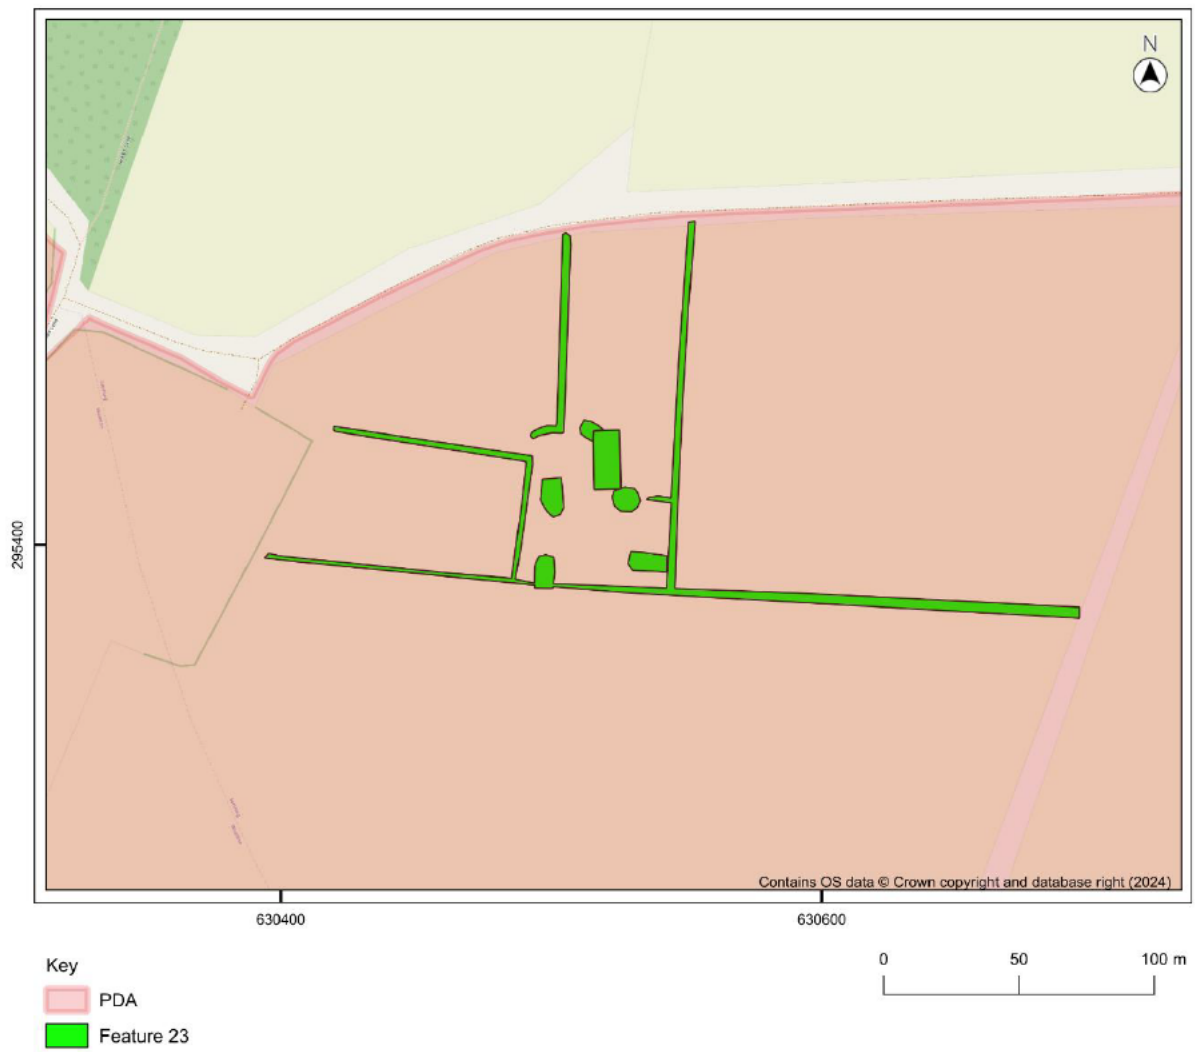 N
295400
Contains OS data © Crown copyright and database right (2024)
630400
630600
Key
0 50 100 m
PDA
Feature 23